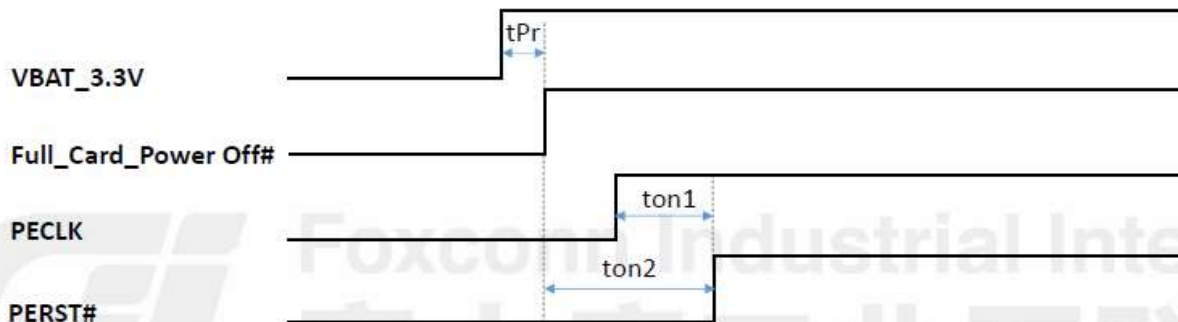 tPr
VBAT_3.3V
Full_Card_Power Off#
ton1
PECLK
Foxconn Industrial Inte
ton2
PERST#